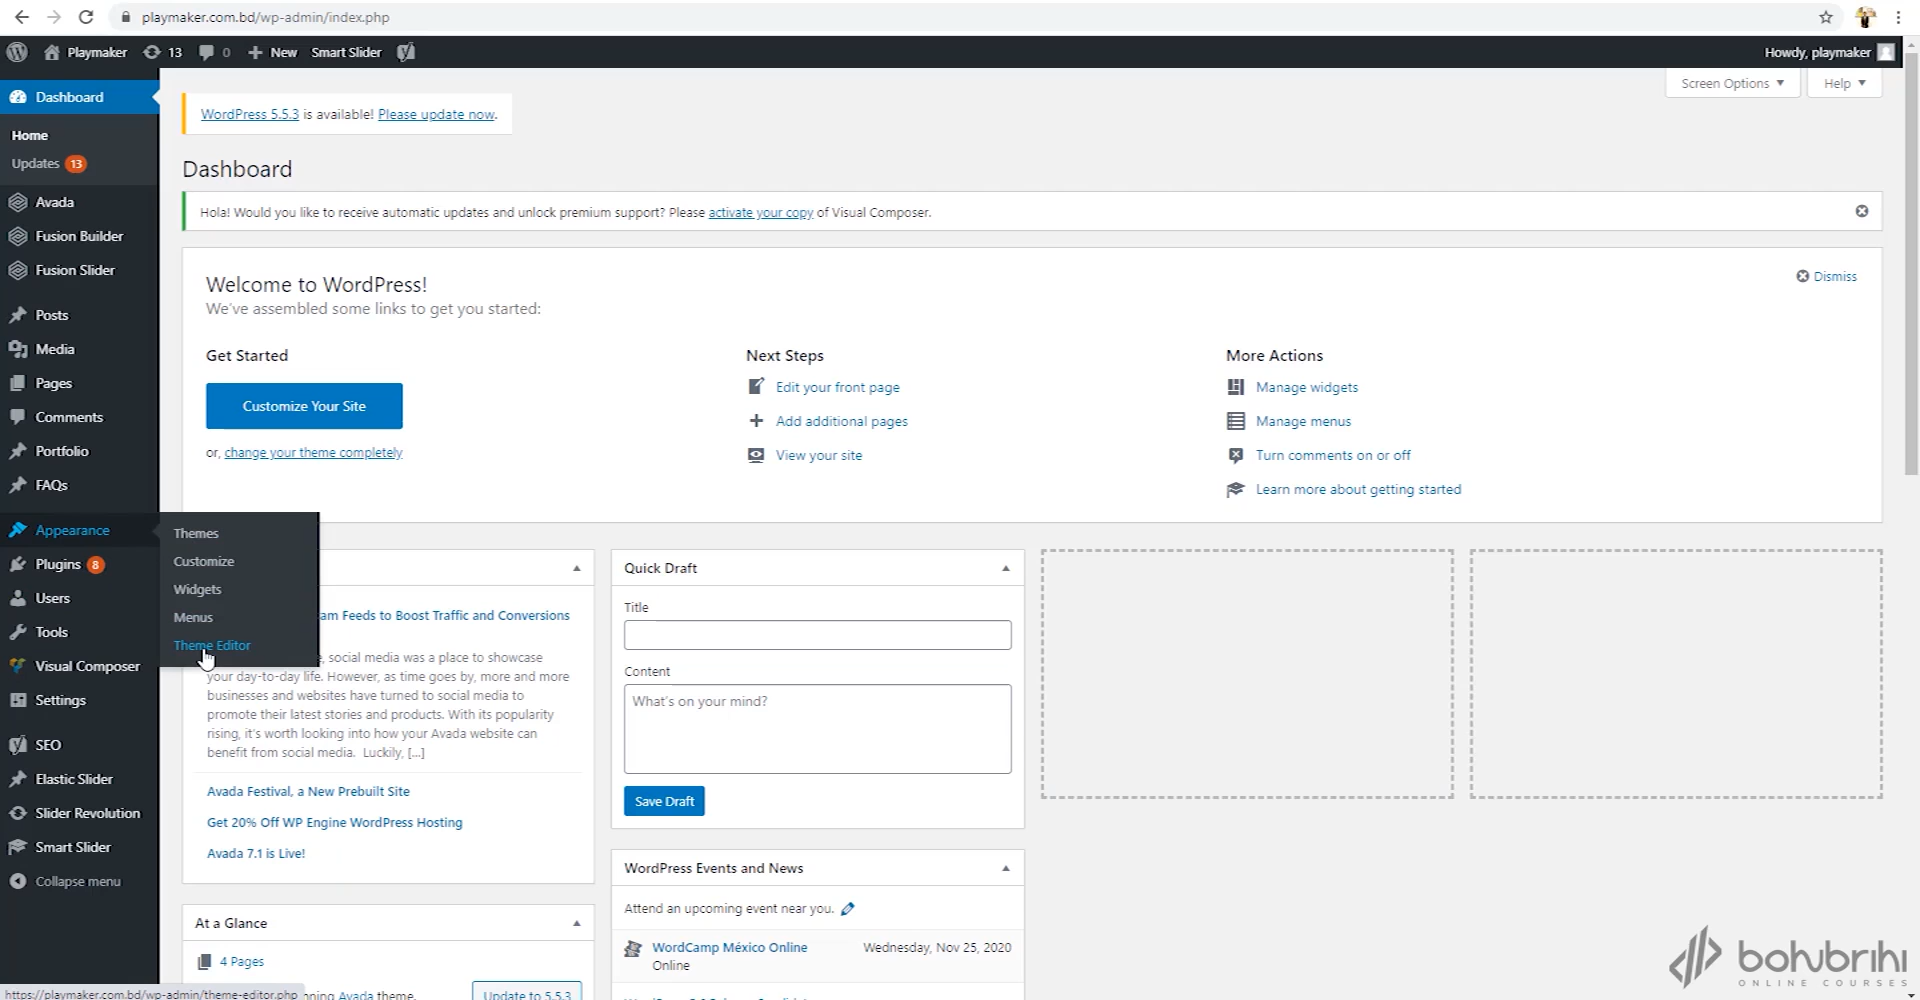 playmaker.com.bd/wp-admin/index.php
Playmaker 13 0 New Smart Slider
Howdy, playmaker
Dashboard
Home
Updates 13
Avada
Fusion Builder
Fusion Slider
Posts
Media
Pages
Comments
Portfolio
FAQs
Appearance
Plugins 8
Users
Tools
Visual Composer
Settings
SEO
Elastic Slider
Slider Revolution
Smart Slider
Collapse menu
Themes
Customize
Widgets
Menus
Theme Editor
Screen Options
Help
WordPress 5.5.3 is available! Please update now.
Dashboard
Hola! Would you like to receive automatic updates and unlock premium support? Please activate your copy of Visual Composer.
Welcome to WordPress!
We've assembled some links to get you started:
Dismiss
Get Started
Customize Your Site
or, change your theme completely
Next Steps
Edit your front page
Add additional pages
View your site
More Actions
Manage widgets
Manage menus
Turn comments on or off
Learn more about getting started
am Feeds to Boost Traffic and Conversions
, social media was a place to showcase
your day-to-day life. However, as time goes by, more and more
businesses and websites have turned to social media to
promote their latest stories and products. With its popularity
rising, it's worth looking into how your Avada website can
benefit from social media. Luckily, [...]
Avada Festival, a New Prebuilt Site
Get 20% Off WP Engine WordPress Hosting
Avada 7.1 is Live!
At a Glance
4 Pages
Avada theme.
Update to 5.5.3
Quick Draft
Title
Content
What's on your mind?
Save Draft
WordPress Events and News
Attend an upcoming event near you.
WordCamp México Online
Wednesday, Nov 25, 2020
Online
https://playmaker.com.bd/wp-admin/theme-editor.php
bohubrihi
ONLINE COURSES